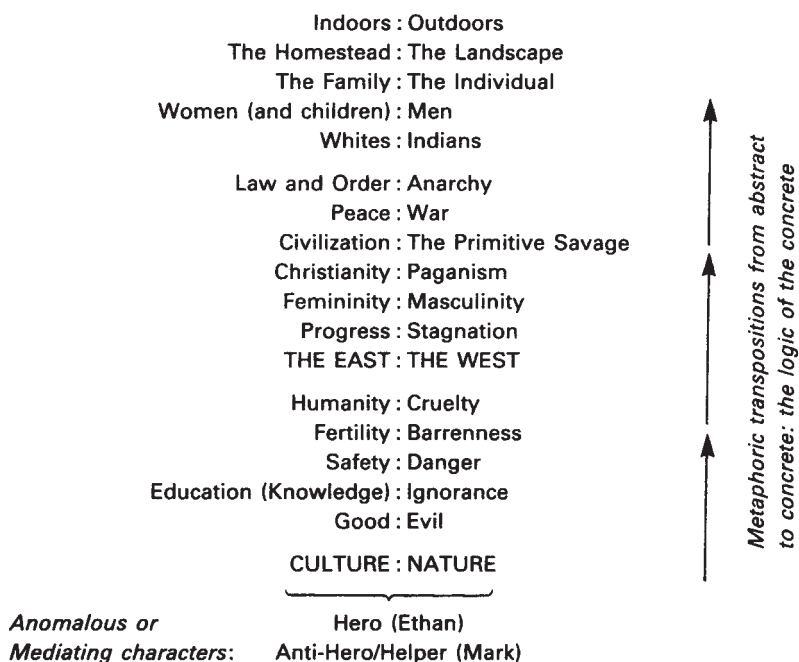 Indoors : Outdoors
The Homestead : The Landscape
The Family : The Individual
Women (and children) : Men
Whites : Indians
Law and Order : Anarchy
Peace : War
Civilization : The Primitive Savage
Christianity : Paganism
Femininity : Masculinity
Progress : Stagnation
THE EAST : THE WEST
Humanity : Cruelty
Fertility : Barrenness
Safety : Danger
Education (Knowledge) : Ignorance
Good : Evil
CULTURE : NATURE
Anomalous or Hero (Ethan)
Mediating characters: Anti-Hero/Helper (Mark)
Metaphoric transpositions from abstract
to concrete: the logic of the concrete